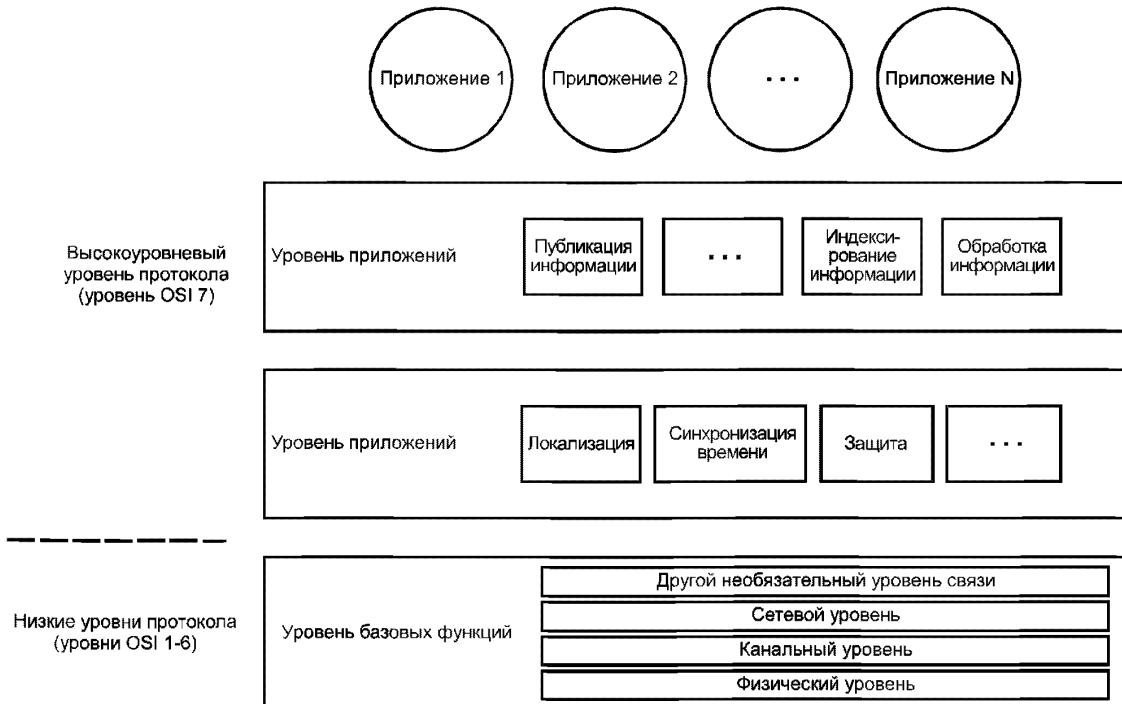 Приложение 1
Приложение 2
...
Приложение N
Высокоуровневый
уровень протокола
(уровень OSI 7)
Уровень приложений
Публикация
информации
...
Индекси-
рование
информации
Обработка
информации
Уровень приложений
Локализация
Синхронизация
времени
Защита
...
Низкие уровни протокола
(уровни OSI 1-6)
Уровень базовых функций
Другой необязательный уровень связи
Сетевой уровень
Канальный уровень
Физический уровень